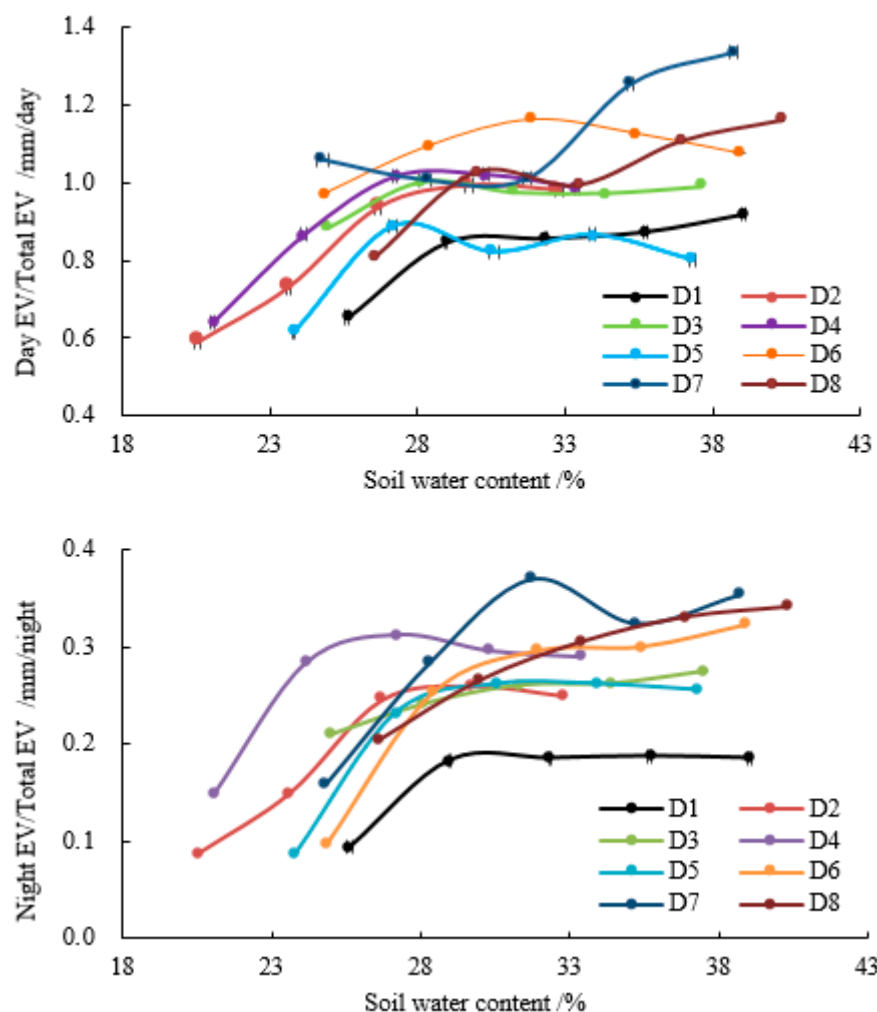 Day EV/Total EV /mm/day
1.4
1.2
1.0
0.8
0.6
0.4
D1 D2
D3 D4
D5 D6
D7 D8
18 23 28 33 38 43
Soil water content /%
Night EV/Total EV /mm/night
0.4
0.3
0.2
0.1
0.0
D1 D2
D3 D4
D5 D6
D7 D8
18 23 28 33 38 43
Soil water content /%